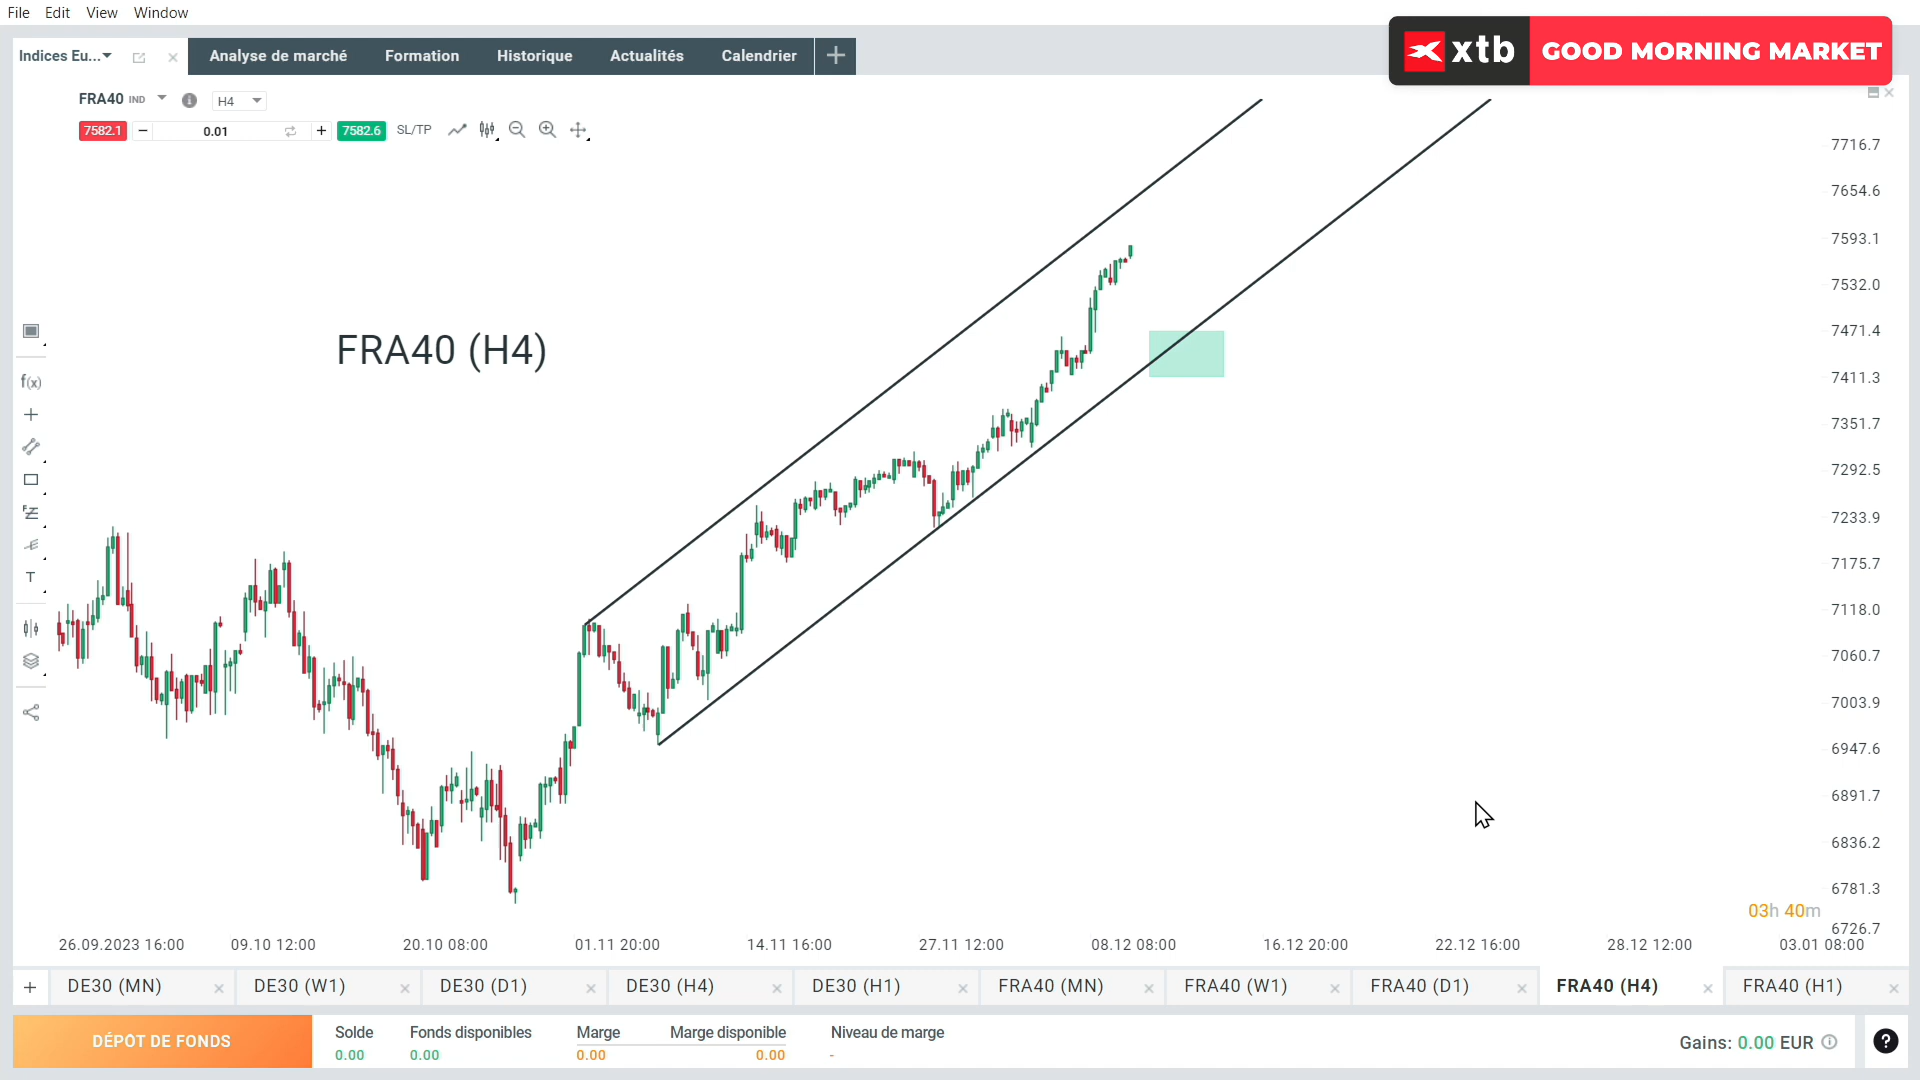 File Edit View Window
Indices Eu... Analyse de marché Formation Historique Actualités Calendrier
xtb GOOD MORNING MARKET
FRA40 IND H4
7582.1 − 0.01 + 7582.6 SL/TP
7716.7
7654.6
7593.1
7532.0
7471.4
7411.3
7351.7
7292.5
7233.9
7175.7
7118.0
7060.7
7003.9
6947.6
6891.7
6836.2
6781.3
6726.7
FRA40 (H4)
f(x)
T
03h 40m
26.09.2023 16:00 09.10 12:00 20.10 08:00 01.11 20:00 14.11 16:00 27.11 12:00 08.12 08:00 16.12 20:00 22.12 16:00 28.12 12:00 03.01 08:00
+ DE30 (MN) DE30 (W1) DE30 (D1) DE30 (H4) DE30 (H1) FRA40 (MN) FRA40 (W1) FRA40 (D1) FRA40 (H4) FRA40 (H1)
DÉPÔT DE FONDS
Solde Fonds disponibles Marge Marge disponible Niveau de marge
0.00 0.00 0.00 0.00 -
Gains: 0.00 EUR
?